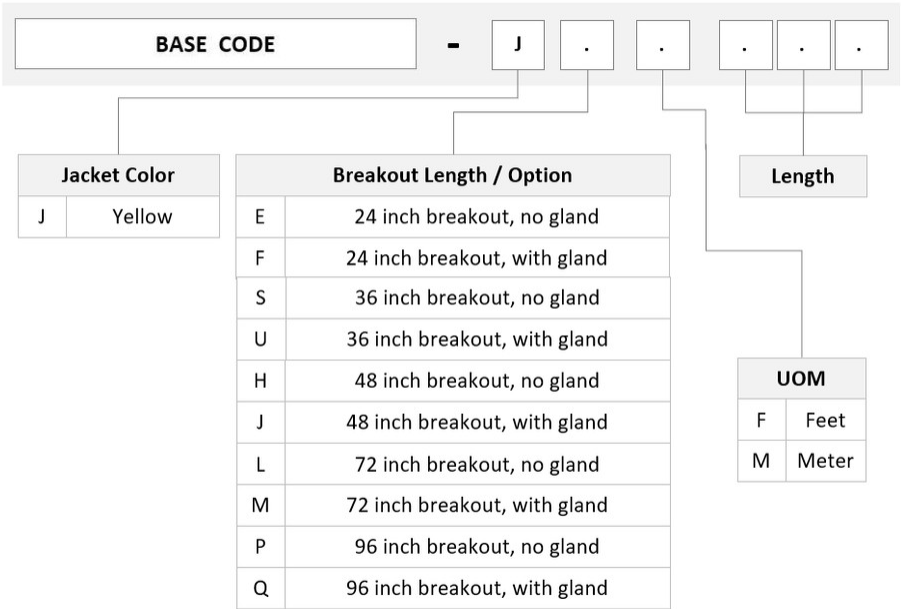 BASE CODE - J . . . . .
Jacket Color
J Yellow
Breakout Length / Option
E 24 inch breakout, no gland
F 24 inch breakout, with gland
S 36 inch breakout, no gland
U 36 inch breakout, with gland
H 48 inch breakout, no gland
J 48 inch breakout, with gland
L 72 inch breakout, no gland
M 72 inch breakout, with gland
P 96 inch breakout, no gland
Q 96 inch breakout, with gland
Length
UOM
F Feet
M Meter